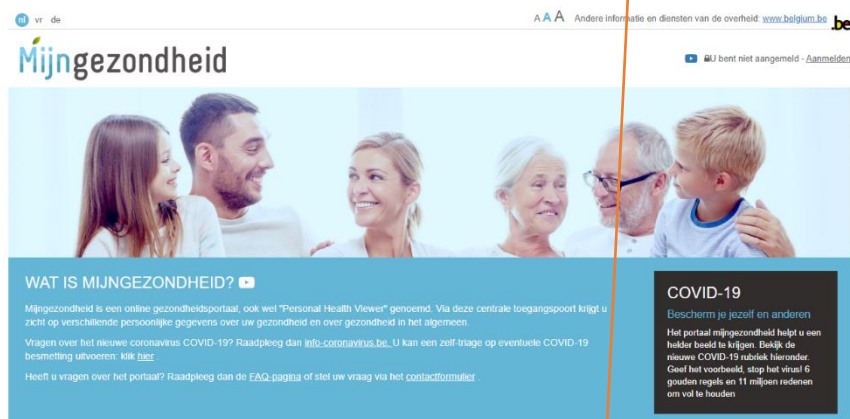 nl vr de
A A A Andere informatie en diensten van de overheid: www.belgium.be
.be
Mijngezondheid
U bent niet aangemeld - Aanmelden
WAT IS MIJNGEZONDHEID?
Mijngezondheid is een online gezondheidsportaal, ook wel "Personal Health Viewer" genoemd. Via deze centrale toegangspoort krijgt u
zicht op verschillende persoonlijke gegevens over uw gezondheid en over gezondheid in het algemeen.
Vragen over het nieuwe coronavirus COVID-19? Raadpleeg dan info-coronavirus.be. U kan een zelf-triage op eventuele COVID-19
besmetting uitvoeren: klik hier .
Heeft u vragen over het portaal? Raadpleeg dan de FAQ-pagina of stel uw vraag via het contactformulier .
COVID-19
Bescherm je jezelf en anderen
Het portaal mijngezondheid helpt u een
helder beeld te krijgen. Bekijk de
nieuwe COVID-19 rubriek hieronder.
Geef het voorbeeld, stop het virus! 6
gouden regels en 11 miljoen redenen
om vol te houden